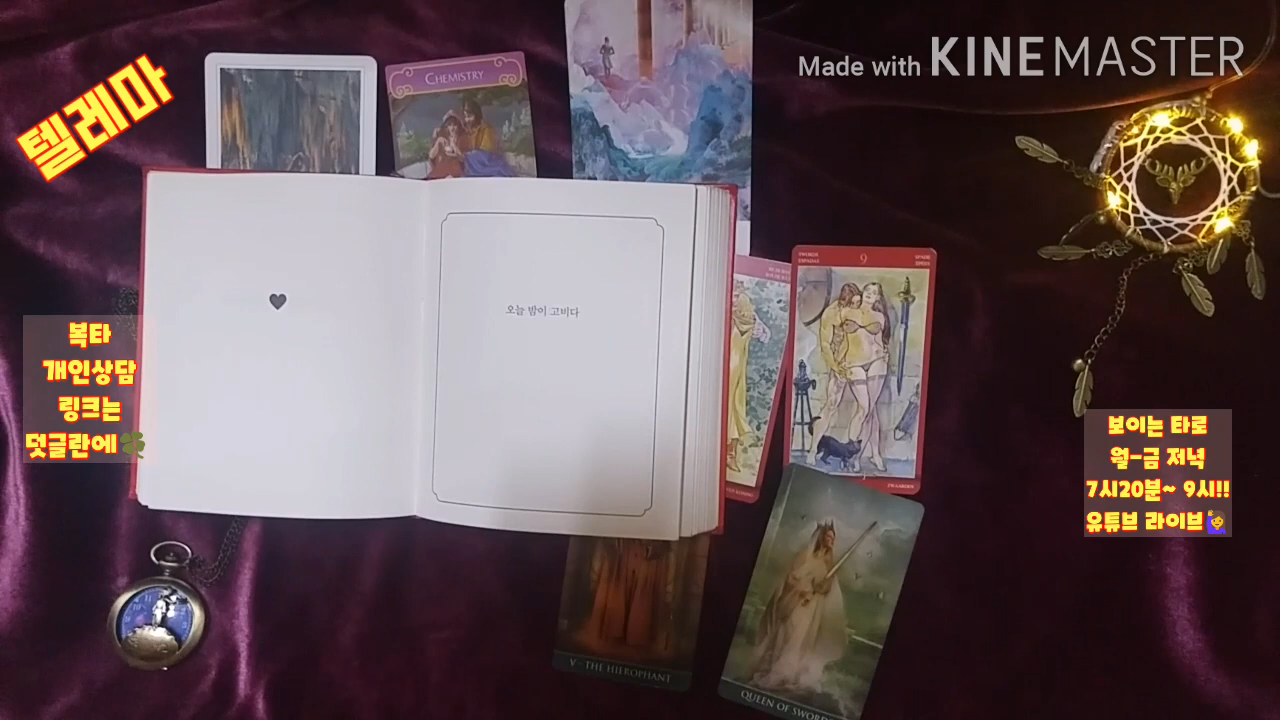 텔레마
Made with KINEMASTER
CHEMISTRY
9
오늘 밤이 고비다
복타
개인상담
링크는
덧글란에🍀
보이는 타로
월-금 저녁
7시20분~ 9시!!
유튜브 라이브🙋‍♀️
V - THE HIEROPHANT
QUEEN OF SWORD